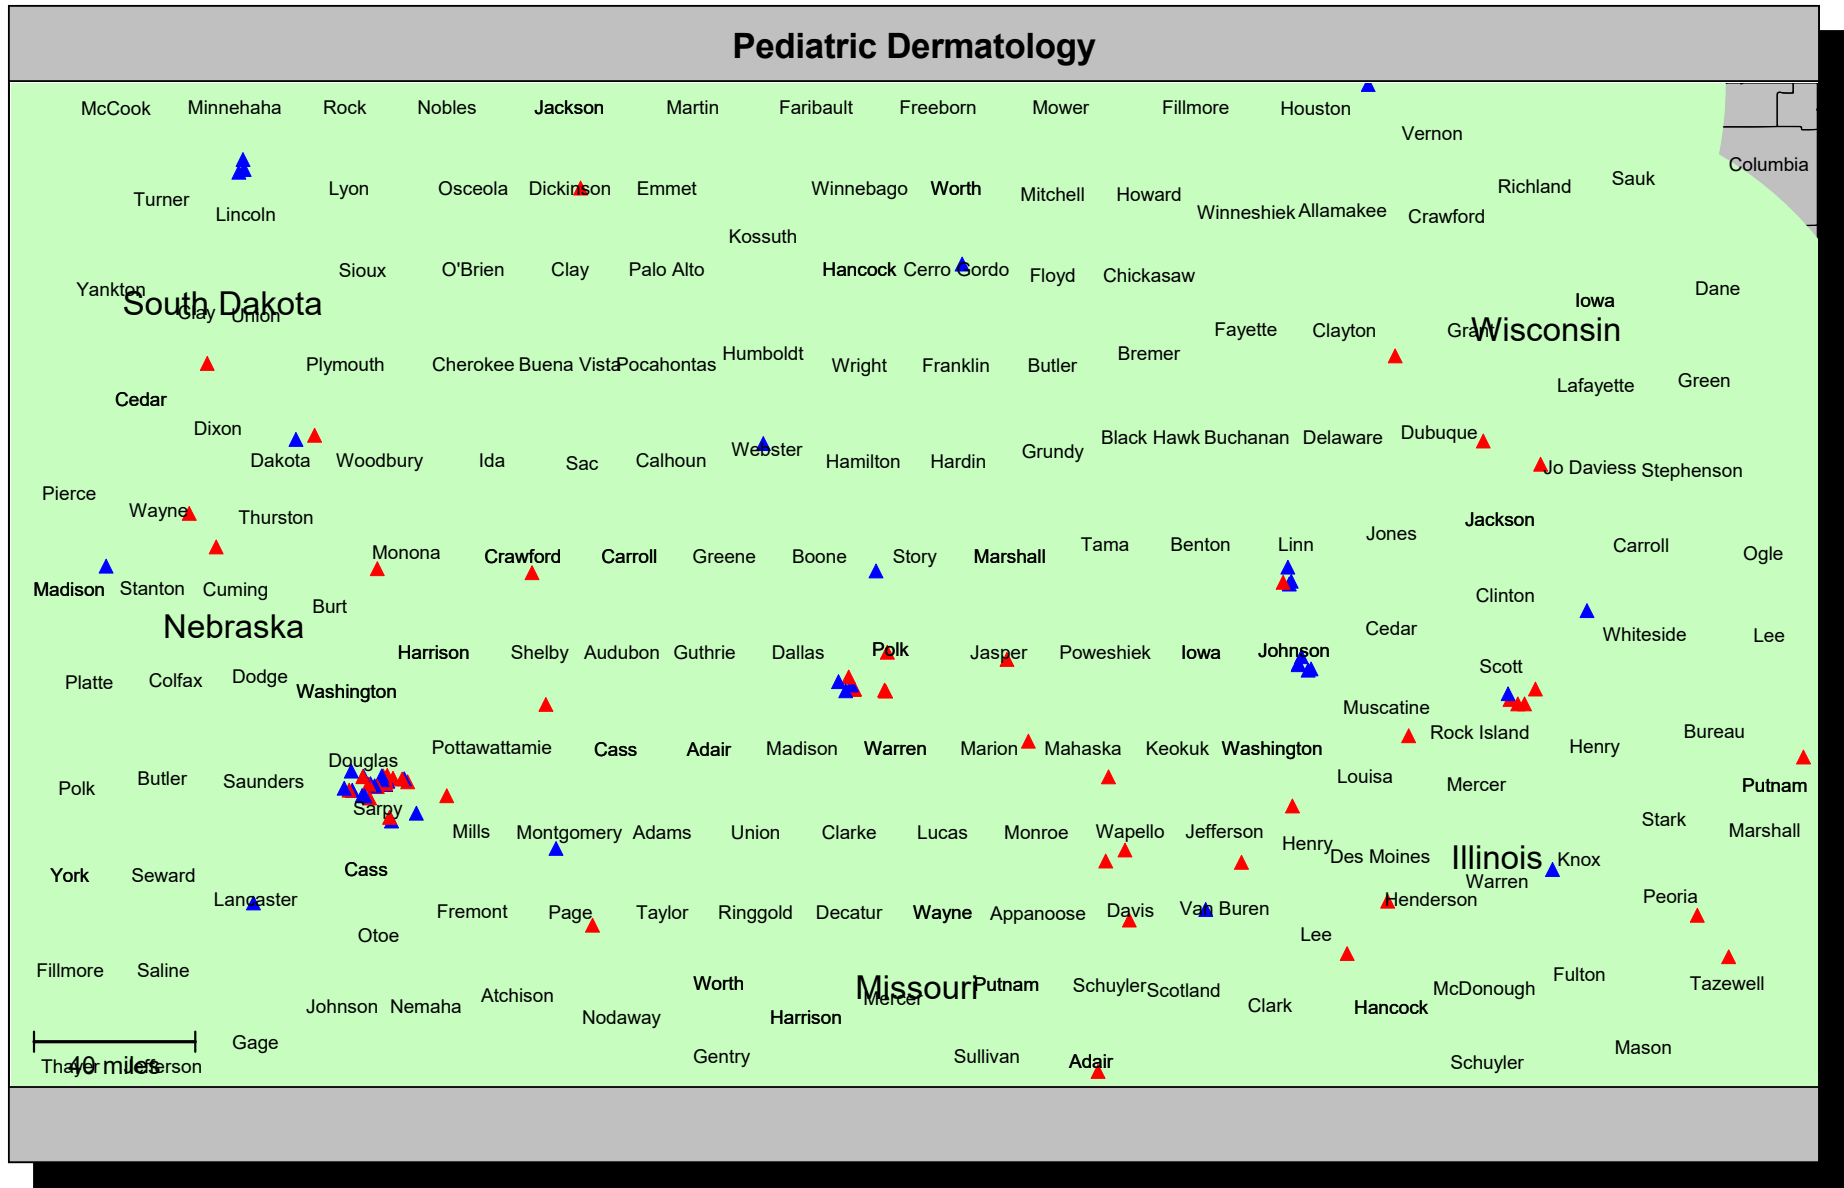 Pediatric Dermatology
McCook Minnehaha Rock Nobles Jackson Martin Faribault Freeborn Mower Fillmore Houston
Vernon
Columbia
Turner Lyon Osceola Dickinson Emmet Winnebago Worth Mitchell Howard Richland Sauk
Lincoln Winneshiek Allamakee Crawford
Kossuth
Sioux O'Brien Clay Palo Alto Hancock Cerro Gordo Floyd Chickasaw
Yankton Dane
South Dakota Iowa
Clay Union
Fayette Clayton Grant Wisconsin
Plymouth Cherokee Buena Vista Pocahontas Humboldt Wright Franklin Butler Bremer
Cedar Lafayette Green
Dixon Black Hawk Buchanan Delaware Dubuque
Dakota Woodbury Ida Sac Calhoun Webster Hamilton Hardin Grundy Jo Daviess Stephenson
Pierce
Wayne Thurston Jackson
Monona Crawford Carroll Greene Boone Story Marshall Tama Benton Linn Jones Carroll Ogle
Madison Stanton Cuming Clinton
Burt
Nebraska Cedar Whiteside Lee
Harrison Shelby Audubon Guthrie Dallas Polk Jasper Poweshiek Iowa Johnson
Platte Colfax Dodge Scott
Washington Muscatine
Douglas Pottawattamie Cass Adair Madison Warren Marion Mahaska Keokuk Washington Rock Island Henry Bureau
Polk Butler Saunders Louisa Mercer Putnam
Sarpy
Mills Montgomery Adams Union Clarke Lucas Monroe Wapello Jefferson Stark Marshall
Henry Des Moines Illinois Knox
York Seward Cass Warren
Lancaster Henderson Peoria
Fremont Page Taylor Ringgold Decatur Wayne Appanoose Davis Van Buren
Otoe Lee
Fillmore Saline Fulton
Worth Missouri Putnam Schuyler Scotland McDonough Tazewell
Johnson Nemaha Atchison Mercer Clark Hancock
Nodaway Harrison
Gage Mason
Gentry Sullivan Adair Schuyler
Thayer Jefferson
40 miles